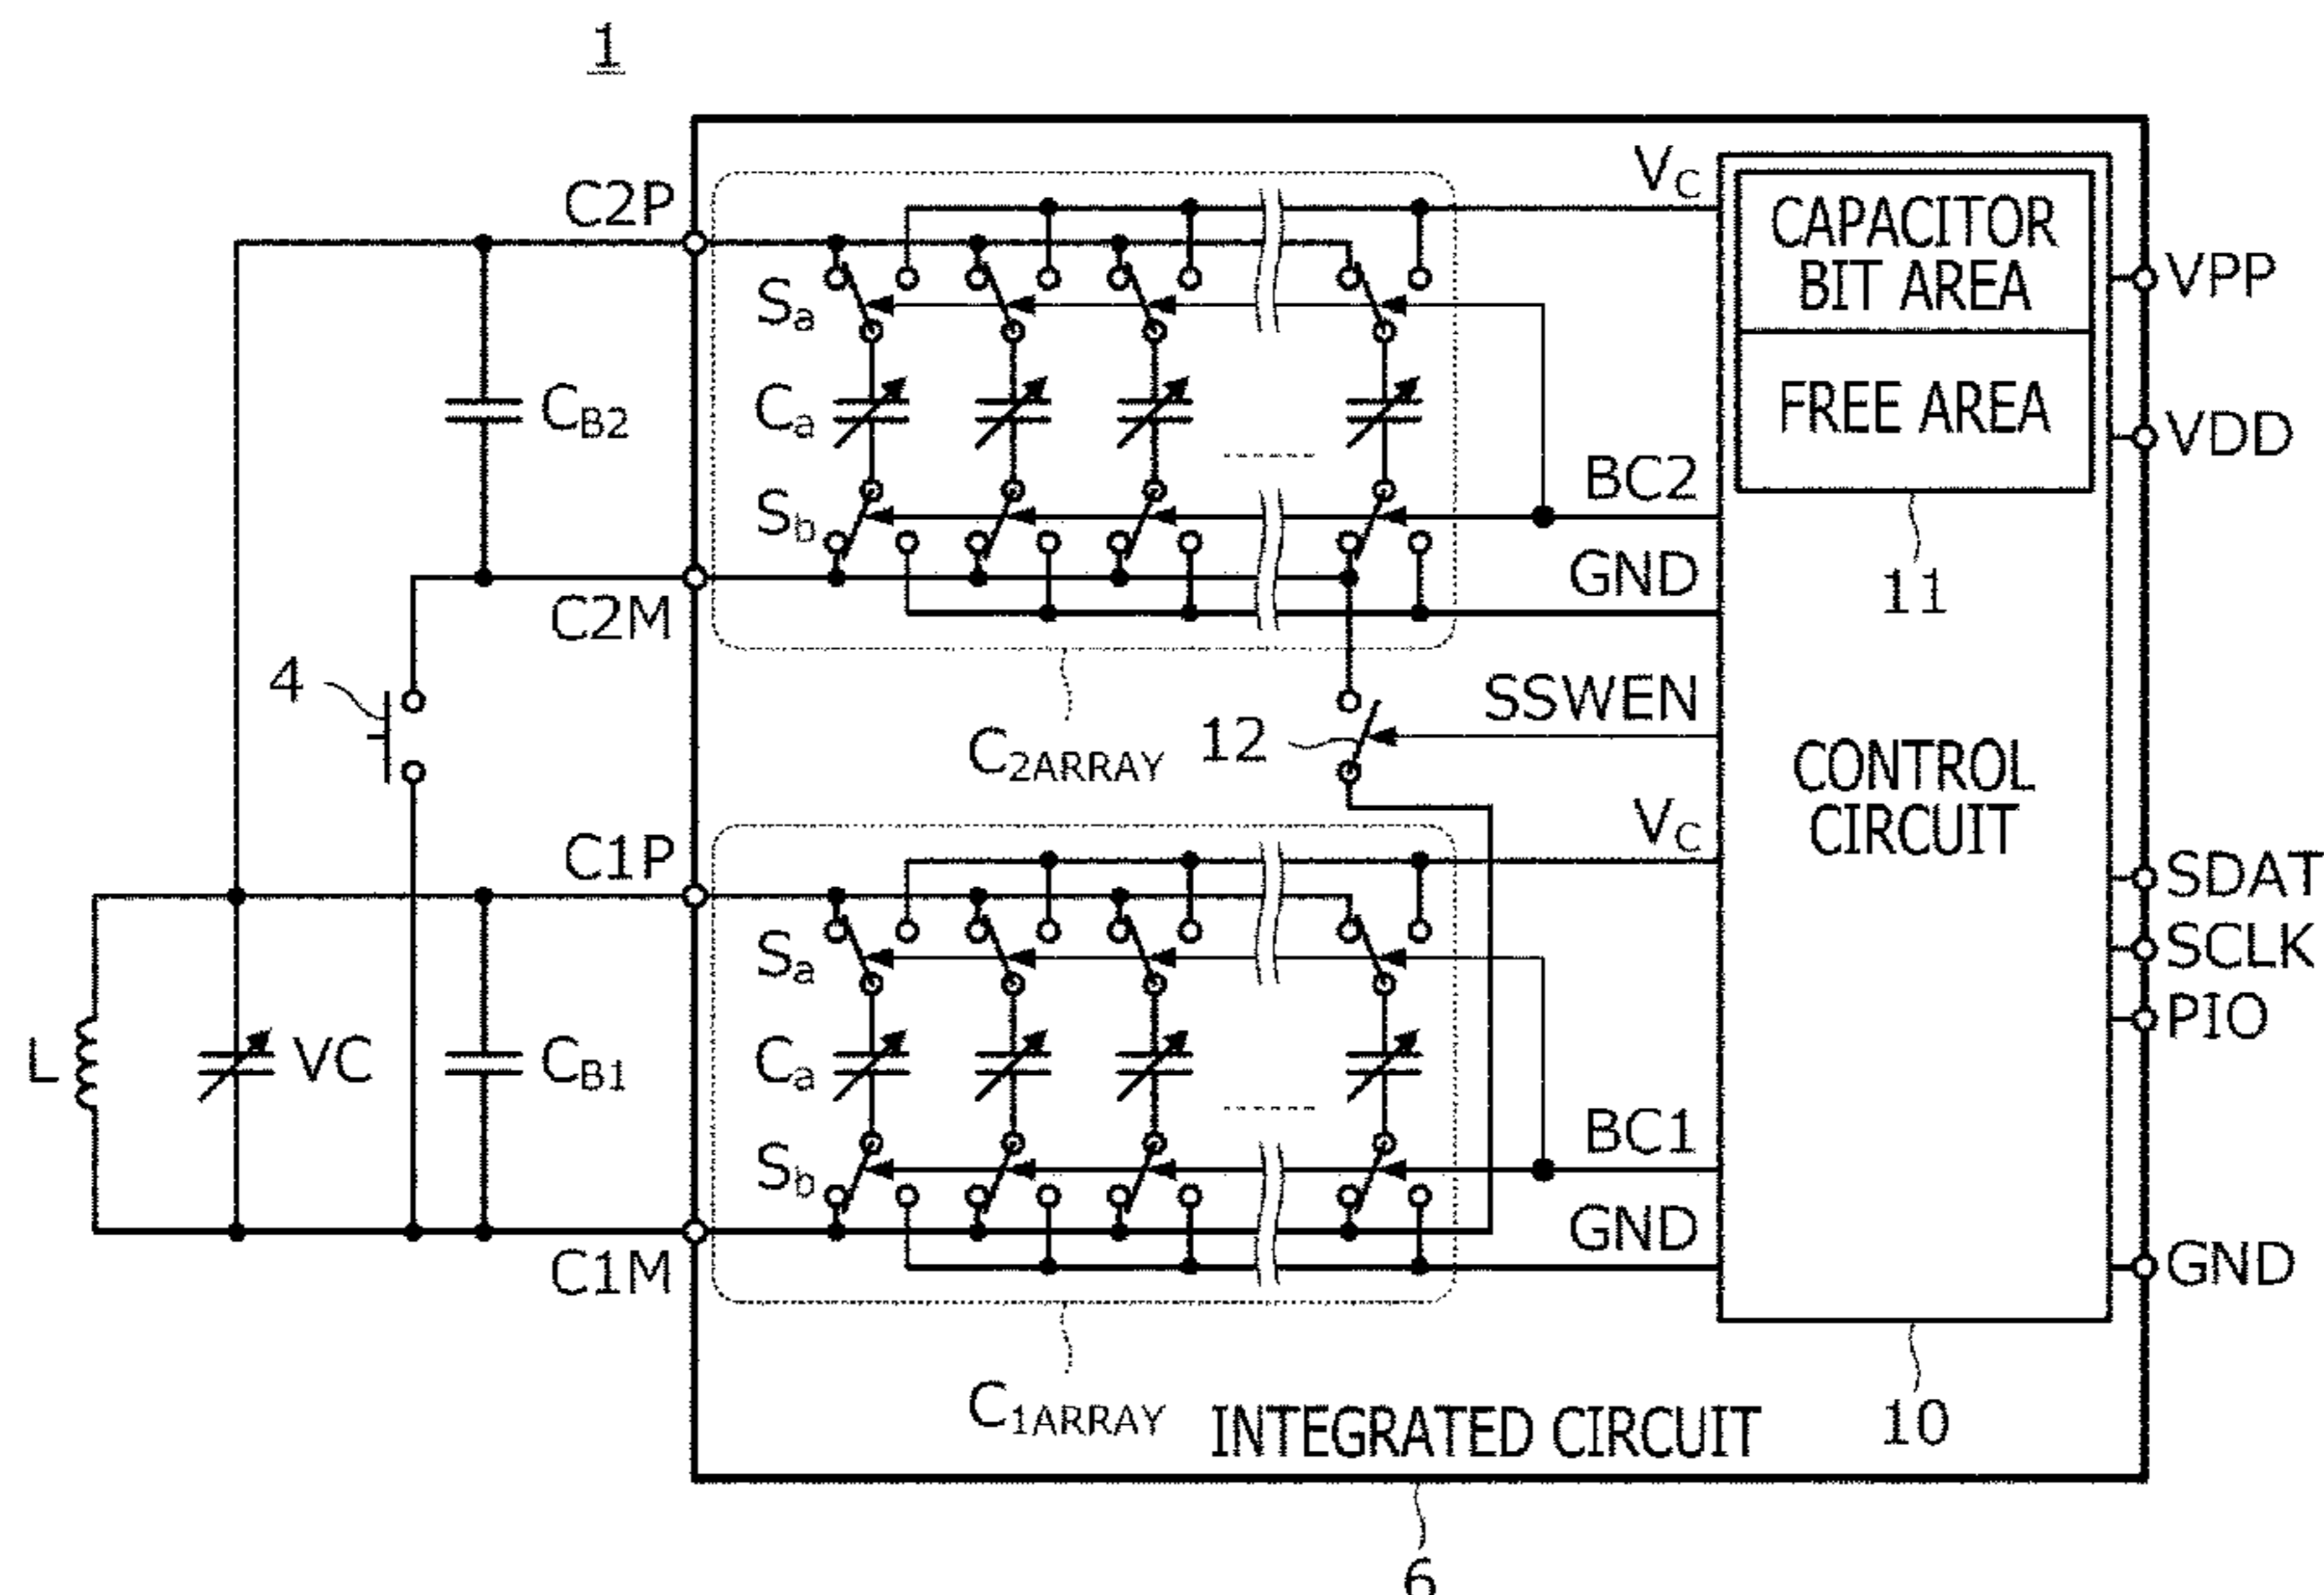 1
C2P
VC
CAPACITOR
BIT AREA
FREE AREA
11
VPP
VDD
Sa
Ca
Sb
CB2
BC2
GND
C2M
4
C2ARRAY
12
SSWEN
CONTROL
CIRCUIT
VC
C1P
SDAT
SCLK
PIO
Sa
Ca
Sb
L
VC
CB1
BC1
GND
C1M
GND
C1ARRAY
INTEGRATED CIRCUIT
10
6